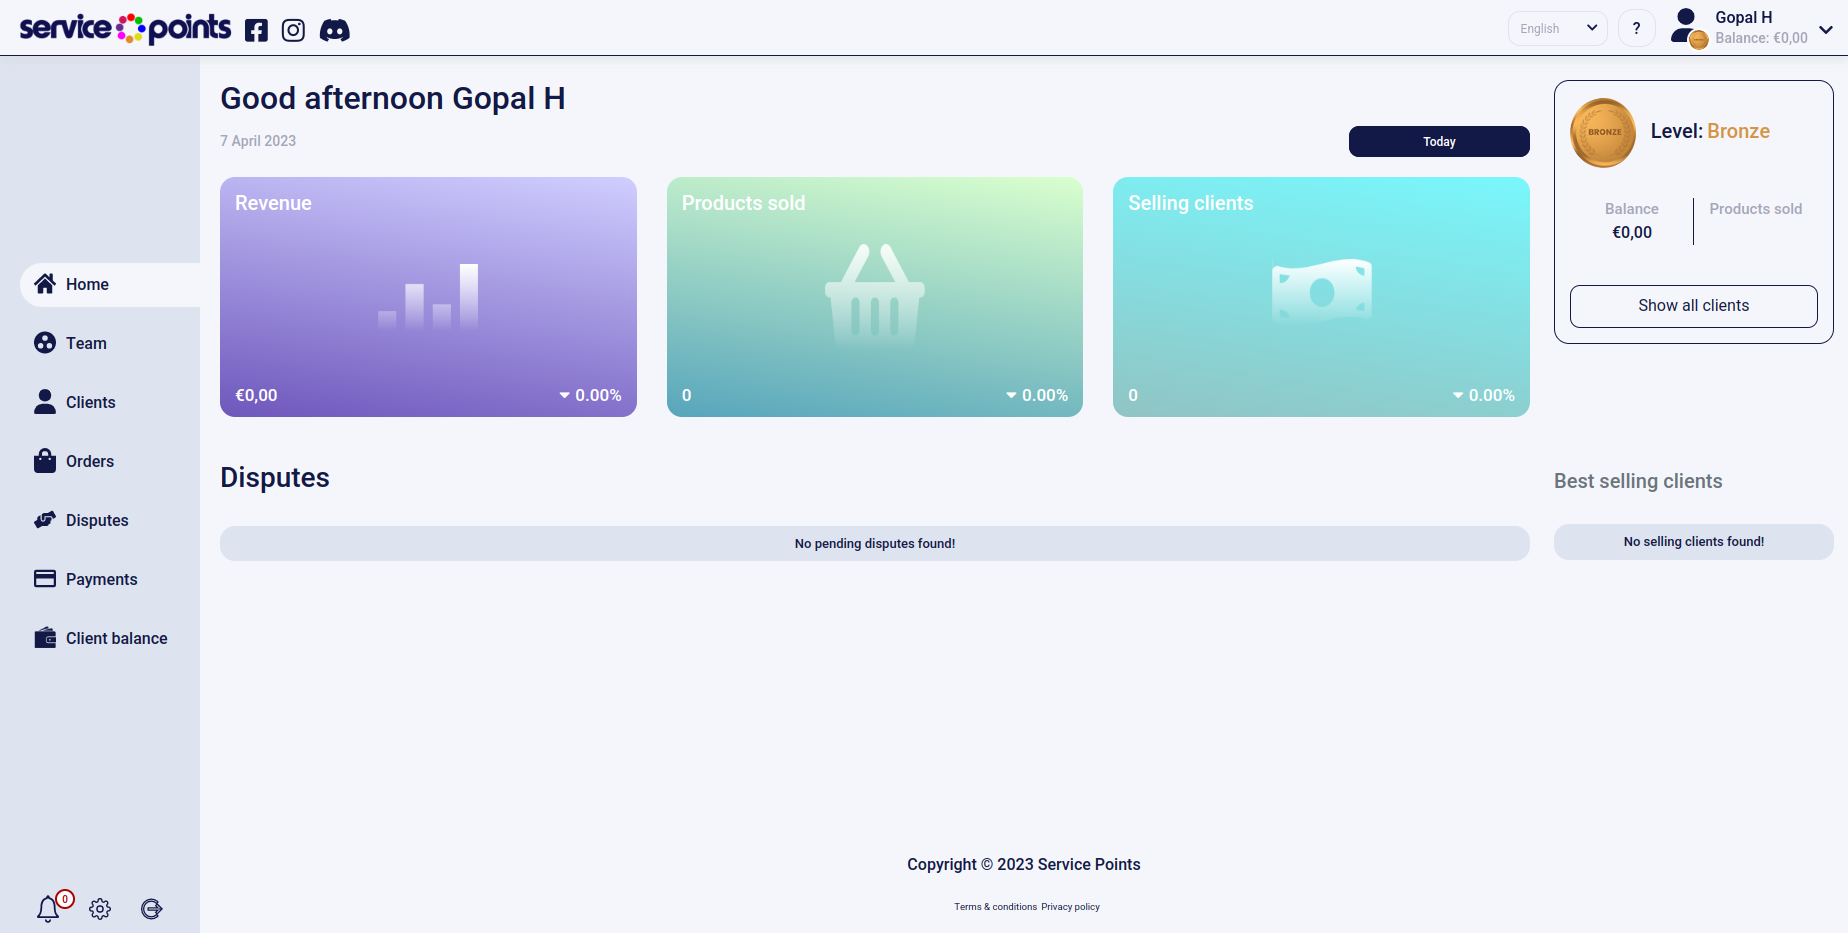 service points
English
?
Gopal H
Balance: €0,00
Good afternoon Gopal H
7 April 2023
Today
BRONZE
Level: Bronze
Balance
€0,00
Products sold
Show all clients
Revenue
€0,00
0.00%
Products sold
0
0.00%
Selling clients
0
0.00%
Home
Team
Clients
Orders
Disputes
Payments
Client balance
Disputes
No pending disputes found!
Best selling clients
No selling clients found!
0
Copyright © 2023 Service Points
Terms & conditions Privacy policy